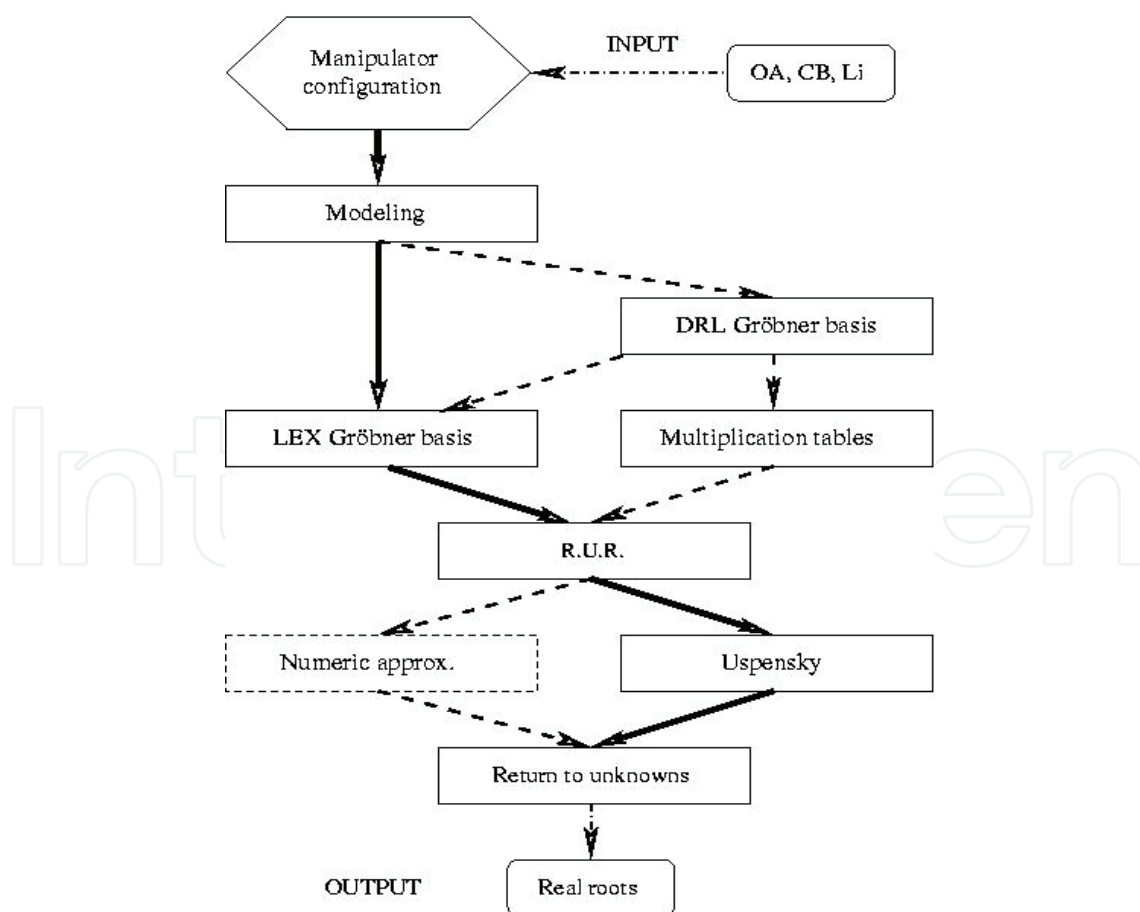 INPUT
Manipulator
configuration
OA, CB, Li
Modeling
DRL Gröbner basis
LEX Gröbner basis
Multiplication tables
R.U.R.
Numeric approx.
Uspensky
Return to unknowns
OUTPUT
Real roots